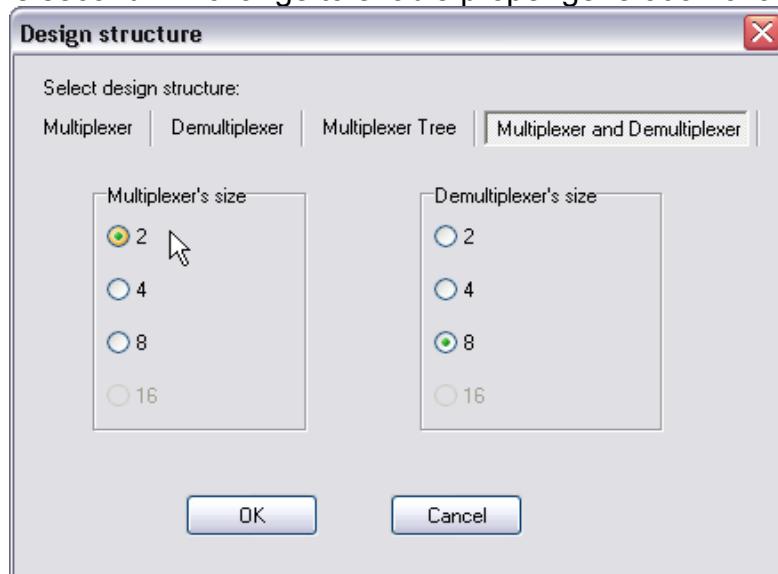 Design structure
Select design structure:
Multiplexer Demultiplexer Multiplexer Tree Multiplexer and Demultiplexer
Multiplexer's size Demultiplexer's size
2 2
4 4
8 8
16 16
OK Cancel